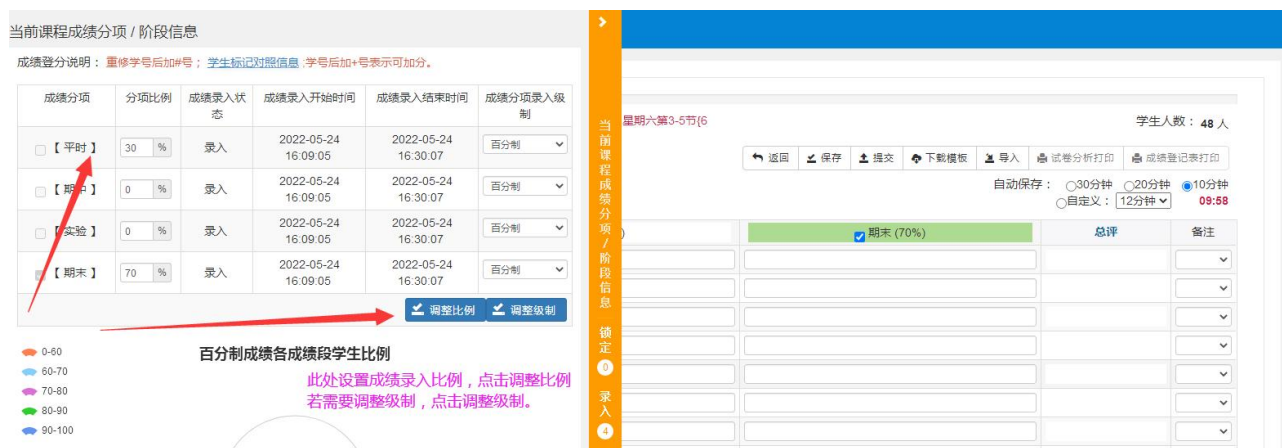 当前课程成绩分项 / 阶段信息
成绩登分说明： 重修学号后加#号； 学生标记对照信息 ;学号后加+号表示可加分。
成绩分项 分项比例 成绩录入状态 成绩录入开始时间 成绩录入结束时间 成绩分项录入级制
【 平时 】 30 % 录入 2022-05-24 16:09:05 2022-05-24 16:30:07 百分制
【 期中 】 0 % 录入 2022-05-24 16:09:05 2022-05-24 16:30:07 百分制
【 实验 】 0 % 录入 2022-05-24 16:09:05 2022-05-24 16:30:07 百分制
【 期末 】 70 % 录入 2022-05-24 16:09:05 2022-05-24 16:30:07 百分制
调整比例 调整级制
百分制成绩各成绩段学生比例
0-60
60-70
70-80
80-90
90-100
此处设置成绩录入比例，点击调整比例
若需要调整级制，点击调整级制。
当前课程成绩分项/阶段信息 锁定 0 录入 4
星期六第3-5节{6
学生人数： 48 人
返回 保存 提交 下载模板 导入 试卷分析打印 成绩登记表打印
自动保存： 30分钟 20分钟 10分钟
自定义： 12分钟 09:58
) 期末 (70%) 总评 备注